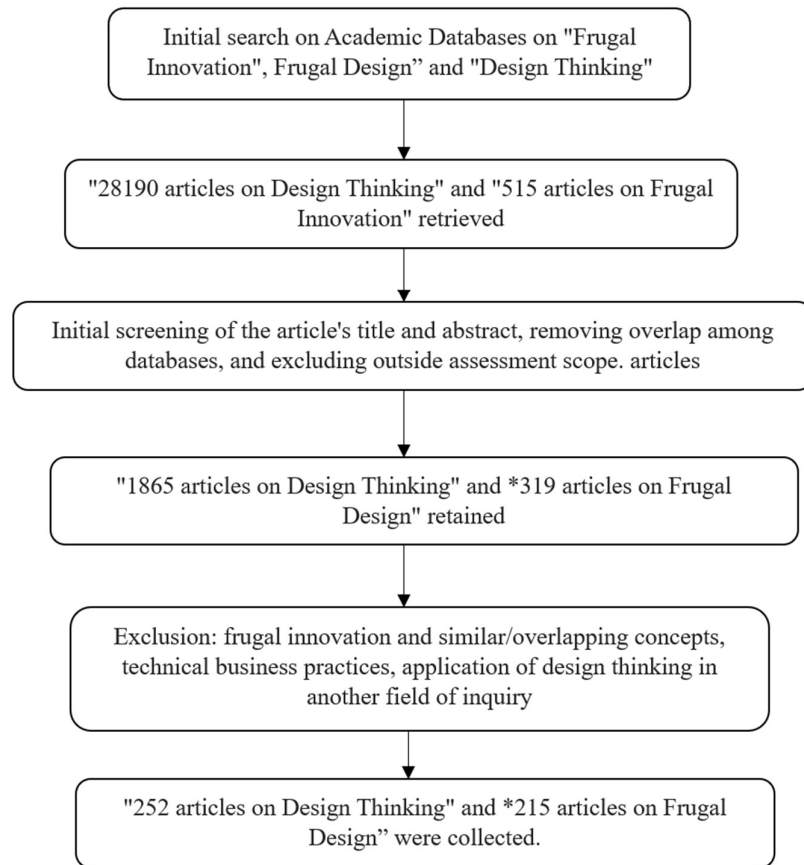 Initial search on Academic Databases on "Frugal
Innovation", Frugal Design” and "Design Thinking"
"28190 articles on Design Thinking" and "515 articles on Frugal
Innovation" retrieved
Initial screening of the article's title and abstract, removing overlap among
databases, and excluding outside assessment scope. articles
"1865 articles on Design Thinking" and *319 articles on Frugal
Design" retained
Exclusion: frugal innovation and similar/overlapping concepts,
technical business practices, application of design thinking in
another field of inquiry
"252 articles on Design Thinking" and *215 articles on Frugal
Design” were collected.